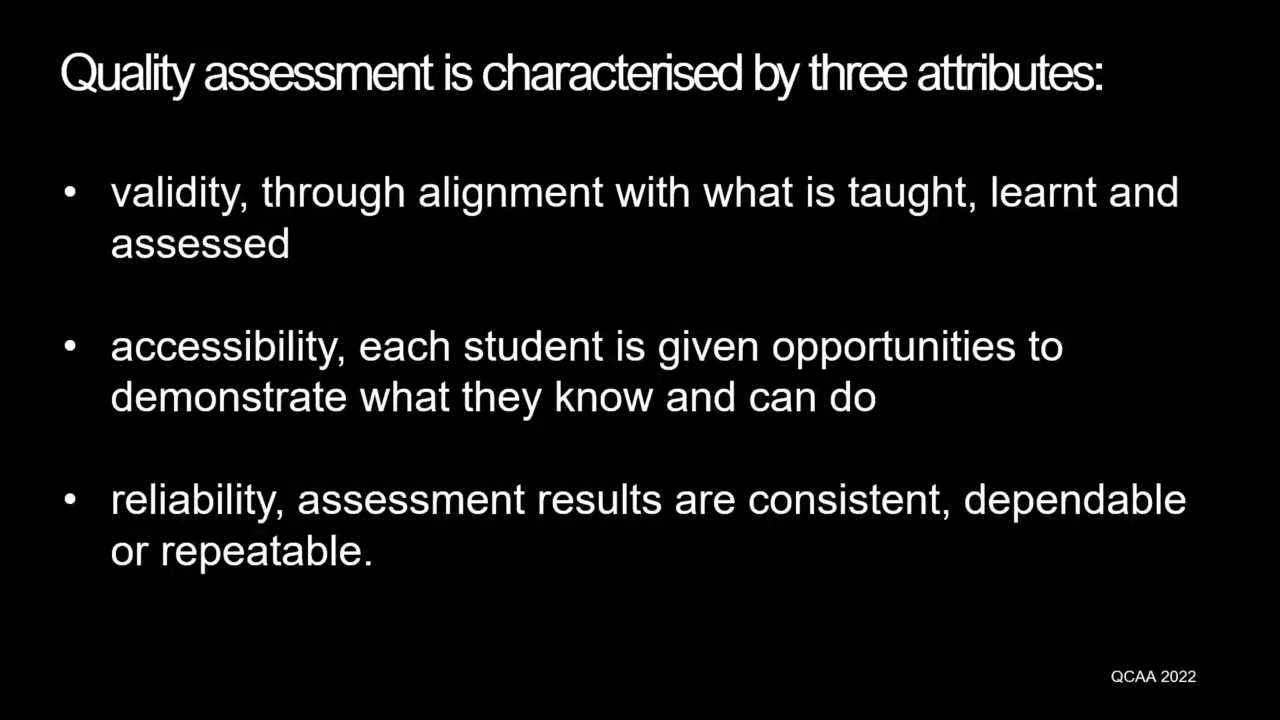 Quality assessment is characterised by three attributes:
• validity, through alignment with what is taught, learnt and
assessed
• accessibility, each student is given opportunities to
demonstrate what they know and can do
• reliability, assessment results are consistent, dependable
or repeatable.
QCAA 2022